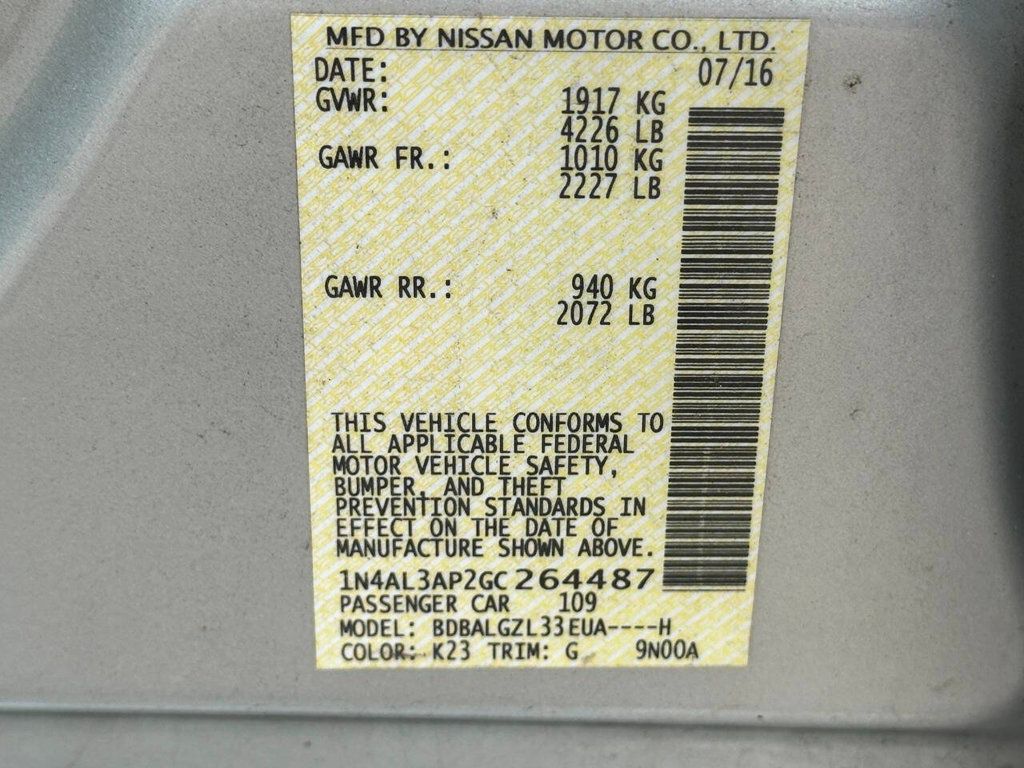 MFD BY NISSAN MOTOR CO., LTD.
DATE: 07/16
GVWR: 1917 KG
4226 LB
GAWR FR.: 1010 KG
2227 LB
GAWR RR.: 940 KG
2072 LB
THIS VEHICLE CONFORMS TO
ALL APPLICABLE FEDERAL
MOTOR VEHICLE SAFETY,
BUMPER, AND THEFT
PREVENTION STANDARDS IN
EFFECT ON THE DATE OF
MANUFACTURE SHOWN ABOVE.
1N4AL3AP2GC264487
PASSENGER CAR 109
MODEL: BDBALGZL33EUA----H
COLOR: K23 TRIM: G 9N00A